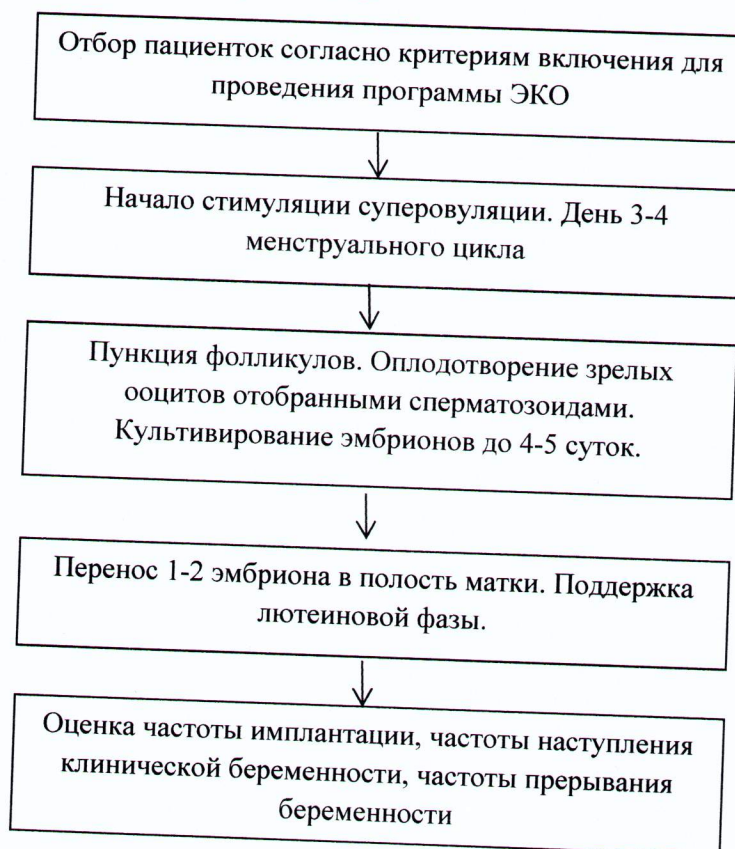 Отбор пациенток согласно критериям включения для
проведения программы ЭКО
Начало стимуляции суперовуляции. День 3-4
менструального цикла
Пункция фолликулов. Оплодотворение зрелых
ооцитов отобранными сперматозоидами.
Культивирование эмбрионов до 4-5 суток.
Перенос 1-2 эмбриона в полость матки. Поддержка
лютеиновой фазы.
Оценка частоты имплантации, частоты наступления
клинической беременности, частоты прерывания
беременности